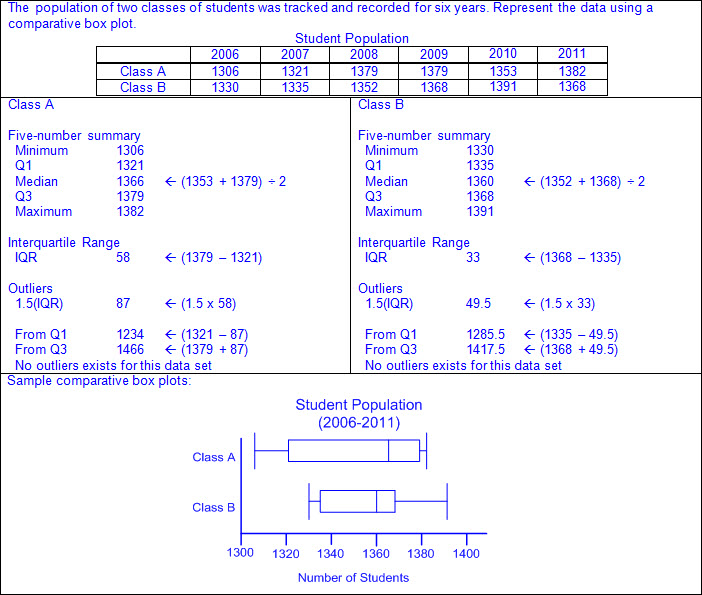 The population of two classes of students was tracked and recorded for six years. Represent the data using a
comparative box plot.
Student Population
2006 2007 2008 2009 2010 2011
Class A 1306 1321 1379 1379 1353 1382
Class B 1330 1335 1352 1368 1391 1368
Class A
Five-number summary
Minimum 1306
Q1 1321
Median 1366 ← (1353 + 1379) ÷ 2
Q3 1379
Maximum 1382
Interquartile Range
IQR 58 ← (1379 – 1321)
Outliers
1.5(IQR) 87 ← (1.5 x 58)
From Q1 1234 ← (1321 – 87)
From Q3 1466 ← (1379 + 87)
No outliers exists for this data set
Class B
Five-number summary
Minimum 1330
Q1 1335
Median 1360 ← (1352 + 1368) ÷ 2
Q3 1368
Maximum 1391
Interquartile Range
IQR 33 ← (1368 – 1335)
Outliers
1.5(IQR) 49.5 ← (1.5 x 33)
From Q1 1285.5 ← (1335 – 49.5)
From Q3 1417.5 ← (1368 + 49.5)
No outliers exists for this data set
Sample comparative box plots:
Student Population
(2006-2011)
Class A
Class B
1300 1320 1340 1360 1380 1400
Number of Students